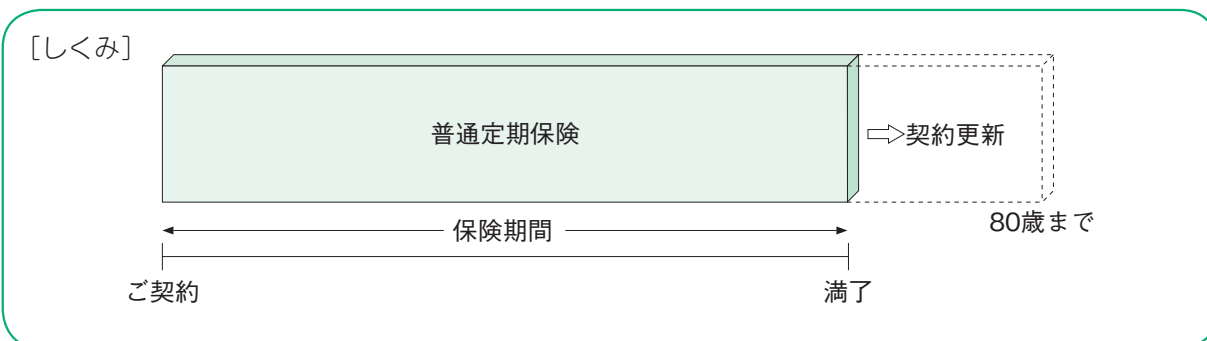 [しくみ]
普通定期保険
⇨契約更新
保険期間
80歳まで
ご契約
満了